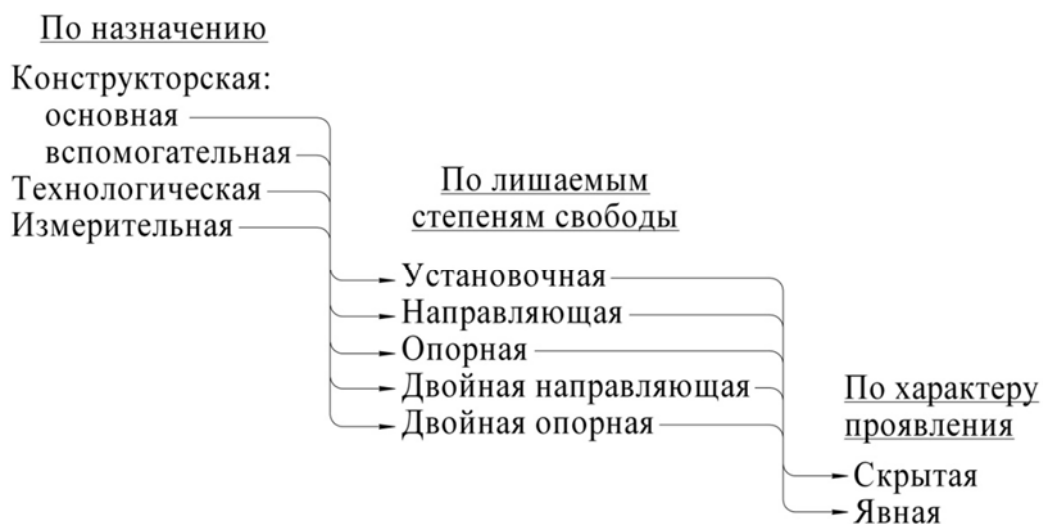 По назначению
Конструкторская:
основная
вспомогательная
Технологическая
Измерительная
По лишаемым
степеням свободы
Установочная
Направляющая
Опорная
Двойная направляющая
Двойная опорная
По характеру
проявления
Скрытая
Явная